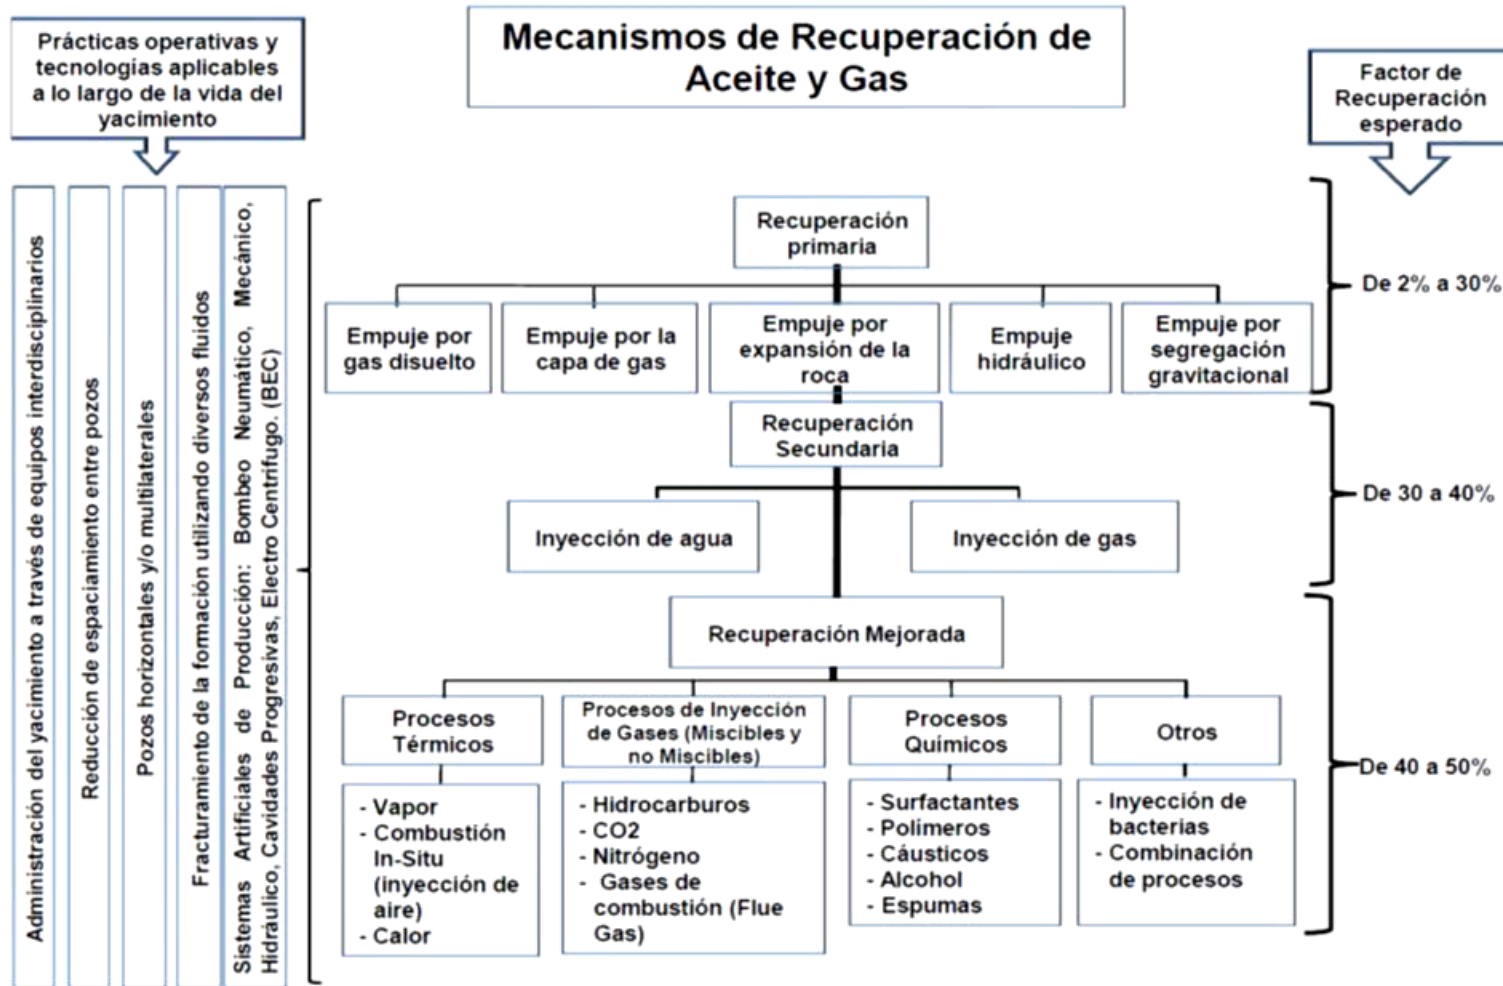 Prácticas operativas y
tecnologías aplicables
a lo largo de la vida del
yacimiento
Mecanismos de Recuperación de
Aceite y Gas
Factor de
Recuperación
esperado
Administración del yacimiento a través de equipos interdisciplinarios
Reducción de espaciamiento entre pozos
Pozos horizontales y/o multilaterales
Fracturamiento de la formación utilizando diversos fluidos
Sistemas Artificiales de Producción: Bombeo Neumático, Mecánico,
Hidráulico, Cavidades Progresivas, Electro Centrífugo. (BEC)
Recuperación
primaria
Empuje por
gas disuelto
Empuje por la
capa de gas
Empuje por
expansión de la
roca
Empuje
hidráulico
Empuje por
segregación
gravitacional
De 2% a 30%
Recuperación
Secundaria
Inyección de agua
Inyección de gas
De 30 a 40%
Recuperación Mejorada
Procesos
Térmicos
Procesos de Inyección
de Gases (Miscibles y
no Miscibles)
Procesos
Químicos
Otros
- Vapor
- Combustión
In-Situ
(inyección de
aire)
- Calor
- Hidrocarburos
- CO2
- Nitrógeno
- Gases de
combustión (Flue
Gas)
- Surfactantes
- Polímeros
- Cáusticos
- Alcohol
- Espumas
- Inyección de
bacterias
- Combinación
de procesos
De 40 a 50%